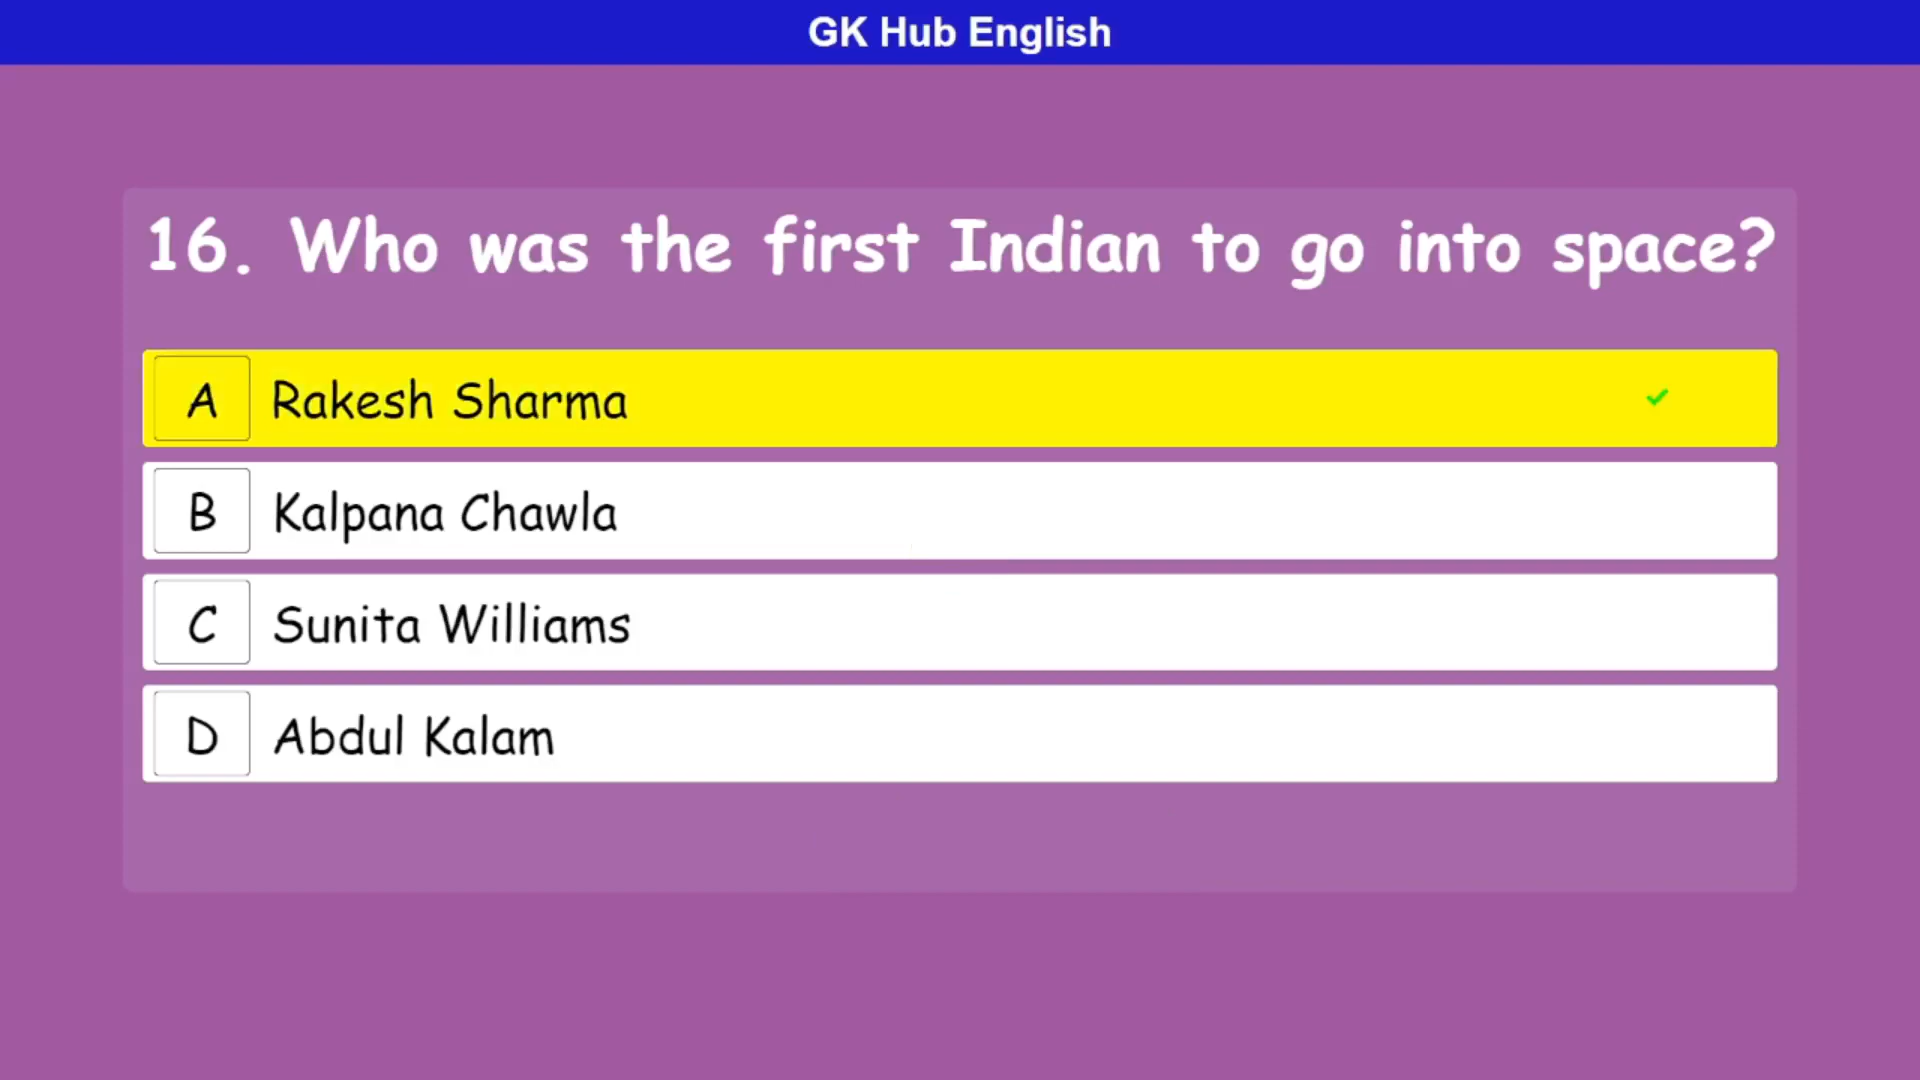 GK Hub English
16. Who was the first Indian to go into space?
A Rakesh Sharma
B Kalpana Chawla
C Sunita Williams
D Abdul Kalam